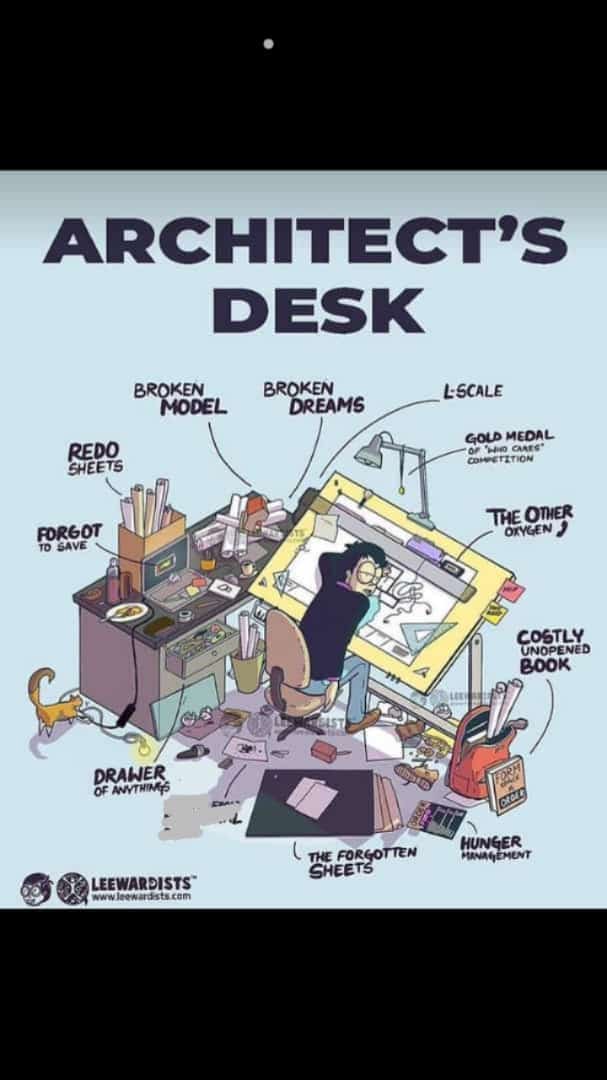 ARCHITECT'S
DESK
BROKEN
MODEL
BROKEN
DREAMS
L-SCALE
GOLD MEDAL
OF "WHO CARES"
COMPETITION
REDO
SHEETS
THE OTHER
OXYGEN
FORGOT
TO SAVE
COSTLY
UNOPENED
BOOK
LEEWARDISTS
LEEWARDISTS
DRAWER
OF ANYTHINGS
FORM
SPACE
&
ORDER
THE FORGOTTEN
SHEETS
HUNGER
MANAGEMENT
LEEWARDISTS™
www.leewardists.com